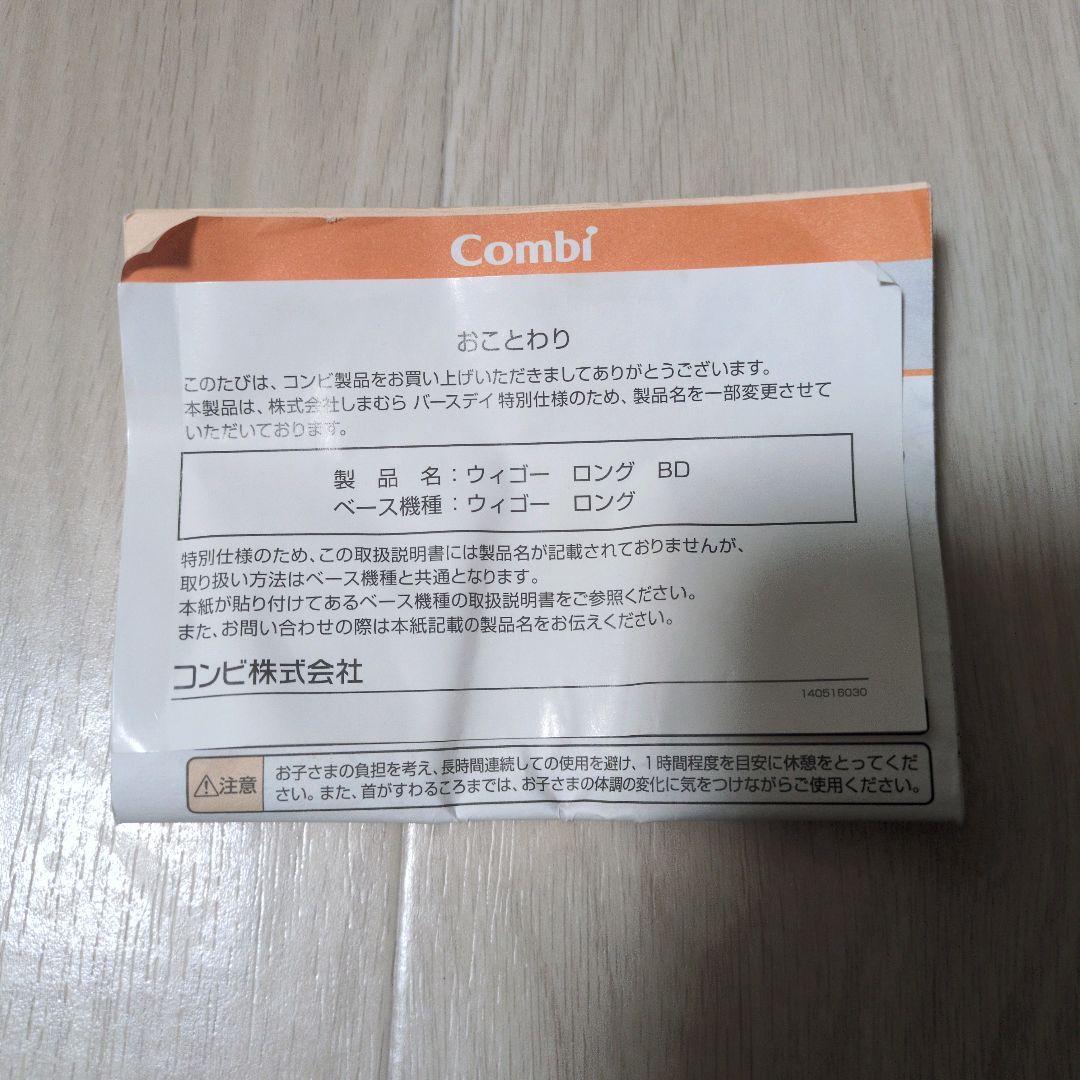 Combi
おことわり
このたびは、コンビ製品をお買い上げいただきましてありがとうございます。
本製品は、株式会社しまむら バースデイ 特別仕様のため、製品名を一部変更させて
いただいております。
製 品 名：ウィゴー ロング BD
ベース機種：ウィゴー ロング
特別仕様のため、この取扱説明書には製品名が記載されておりませんが、
取り扱い方法はベース機種と共通となります。
本紙が貼り付けてあるベース機種の取扱説明書をご参照ください。
また、お問い合わせの際は本紙記載の製品名をお伝えください。
コンビ株式会社
140516030
注意
お子さまの負担を考え、長時間連続しての使用を避け、1時間程度を目安に休憩をとってくだ
さい。また、首がすわるころまでは、お子さまの体調の変化に気をつけながらご使用ください。